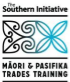 The
Southern Initiative
MĀORI & PASIFIKA
TRADES TRAINING